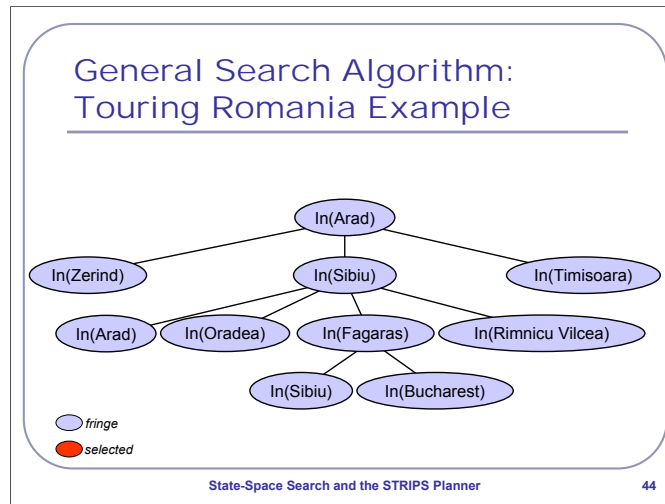 General Search Algorithm:
Touring Romania Example
In(Arad)
In(Zerind)
In(Sibiu)
In(Timisoara)
In(Arad)
In(Oradea)
In(Fagaras)
In(Rimnicu Vilcea)
In(Sibiu)
In(Bucharest)
fringe
selected
State-Space Search and the STRIPS Planner
44